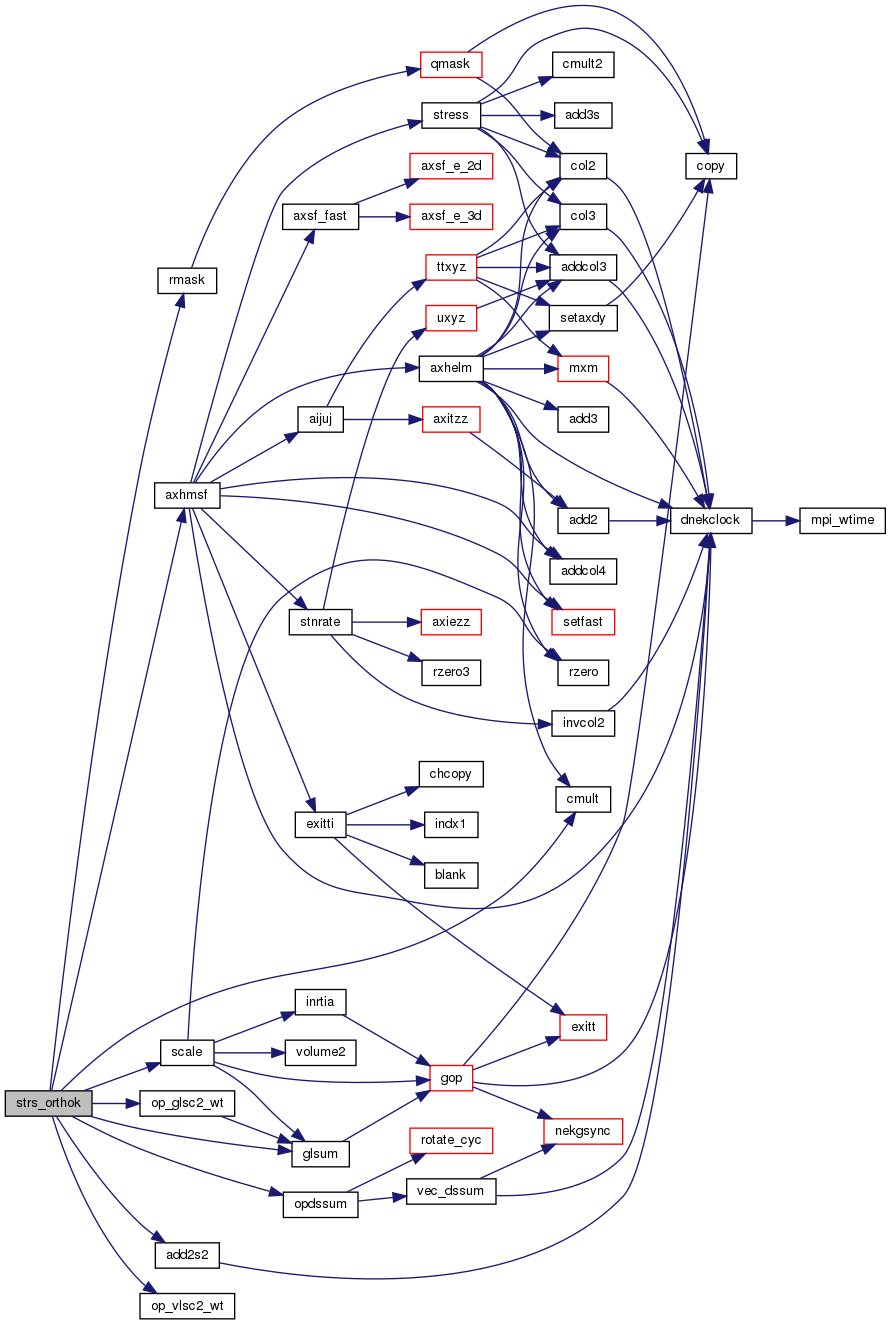 qmask
cmult2
stress
add3s
copy
axsf_e_2d
col2
axsf_fast
axsf_e_3d
col3
rmask
ttxyz
addcol3
uxyz
setaxdy
axhelm
mxm
aijuj
axitzz
add3
axhmsf
add2
dnekclock
mpi_wtime
addcol4
stnrate
axiezz
setfast
rzero3
rzero
invcol2
chcopy
cmult
exitti
indx1
blank
inrtia
exitt
scale
volume2
gop
strs_orthok
op_glsc2_wt
nekgsync
glsum
rotate_cyc
opdssum
vec_dssum
add2s2
op_vlsc2_wt